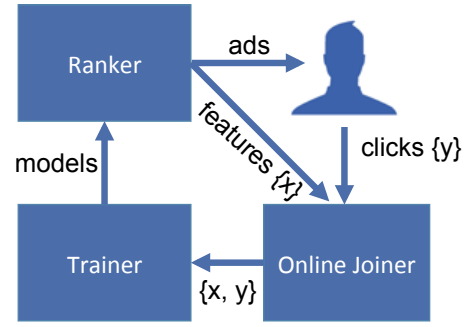 ads
Ranker
features {x}
clicks {y}
models
Trainer
Online Joiner
{x, y}